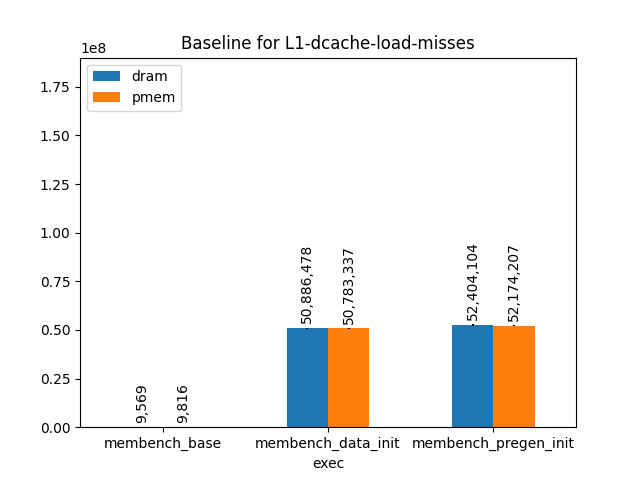 Baseline for L1-dcache-load-misses
1e8
dram
pmem
1.75
1.50
1.25
1.00
0.75
0.50
0.25
0.00
9,569
9,816
50,886,478
50,783,337
52,404,104
52,174,207
membench_base
membench_data_init
membench_pregen_init
exec